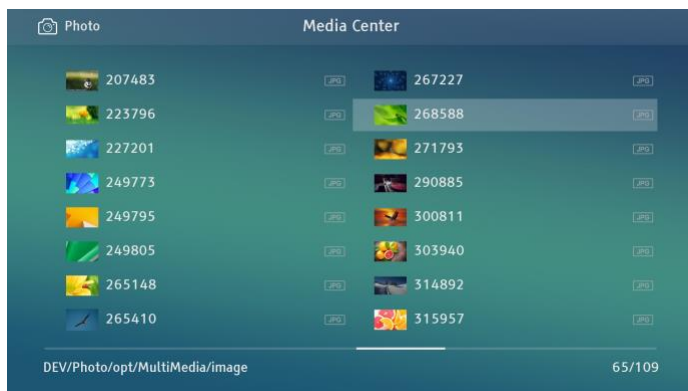 Photo Media Center
207483 JPG 267227 JPG
223796 JPG 268588 JPG
227201 JPG 271793 JPG
249773 JPG 290885 JPG
249795 JPG 300811 JPG
249805 JPG 303940 JPG
265148 JPG 314892 JPG
265410 JPG 315957 JPG
DEV/Photo/opt/MultiMedia/image 65/109